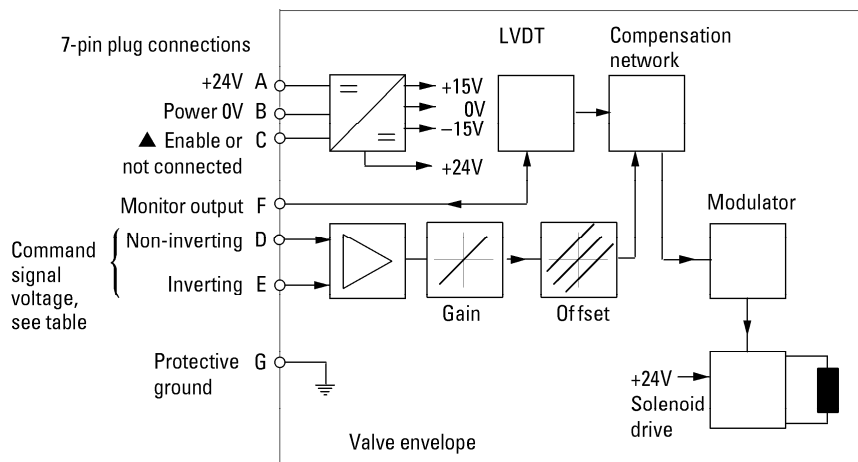 7-pin plug connections
+24V A
Power 0V B
▲ Enable or C
not connected
Monitor output F
Non-inverting D
Inverting E
Command
signal
voltage,
see table
Protective G
ground
+15V
0V
–15V
+24V
LVDT
Compensation
network
Gain
Offset
Modulator
+24V
Solenoid
drive
Valve envelope